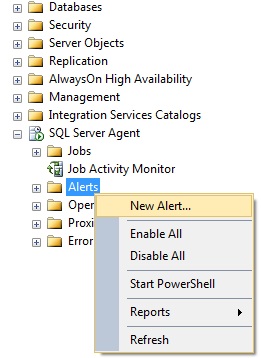 Databases
Security
Server Objects
Replication
AlwaysOn High Availability
Management
Integration Services Catalogs
SQL Server Agent
Jobs
Job Activity Monitor
Alerts
New Alert...
Enable All
Disable All
Start PowerShell
Reports
Refresh
Oper
Proxi
Error